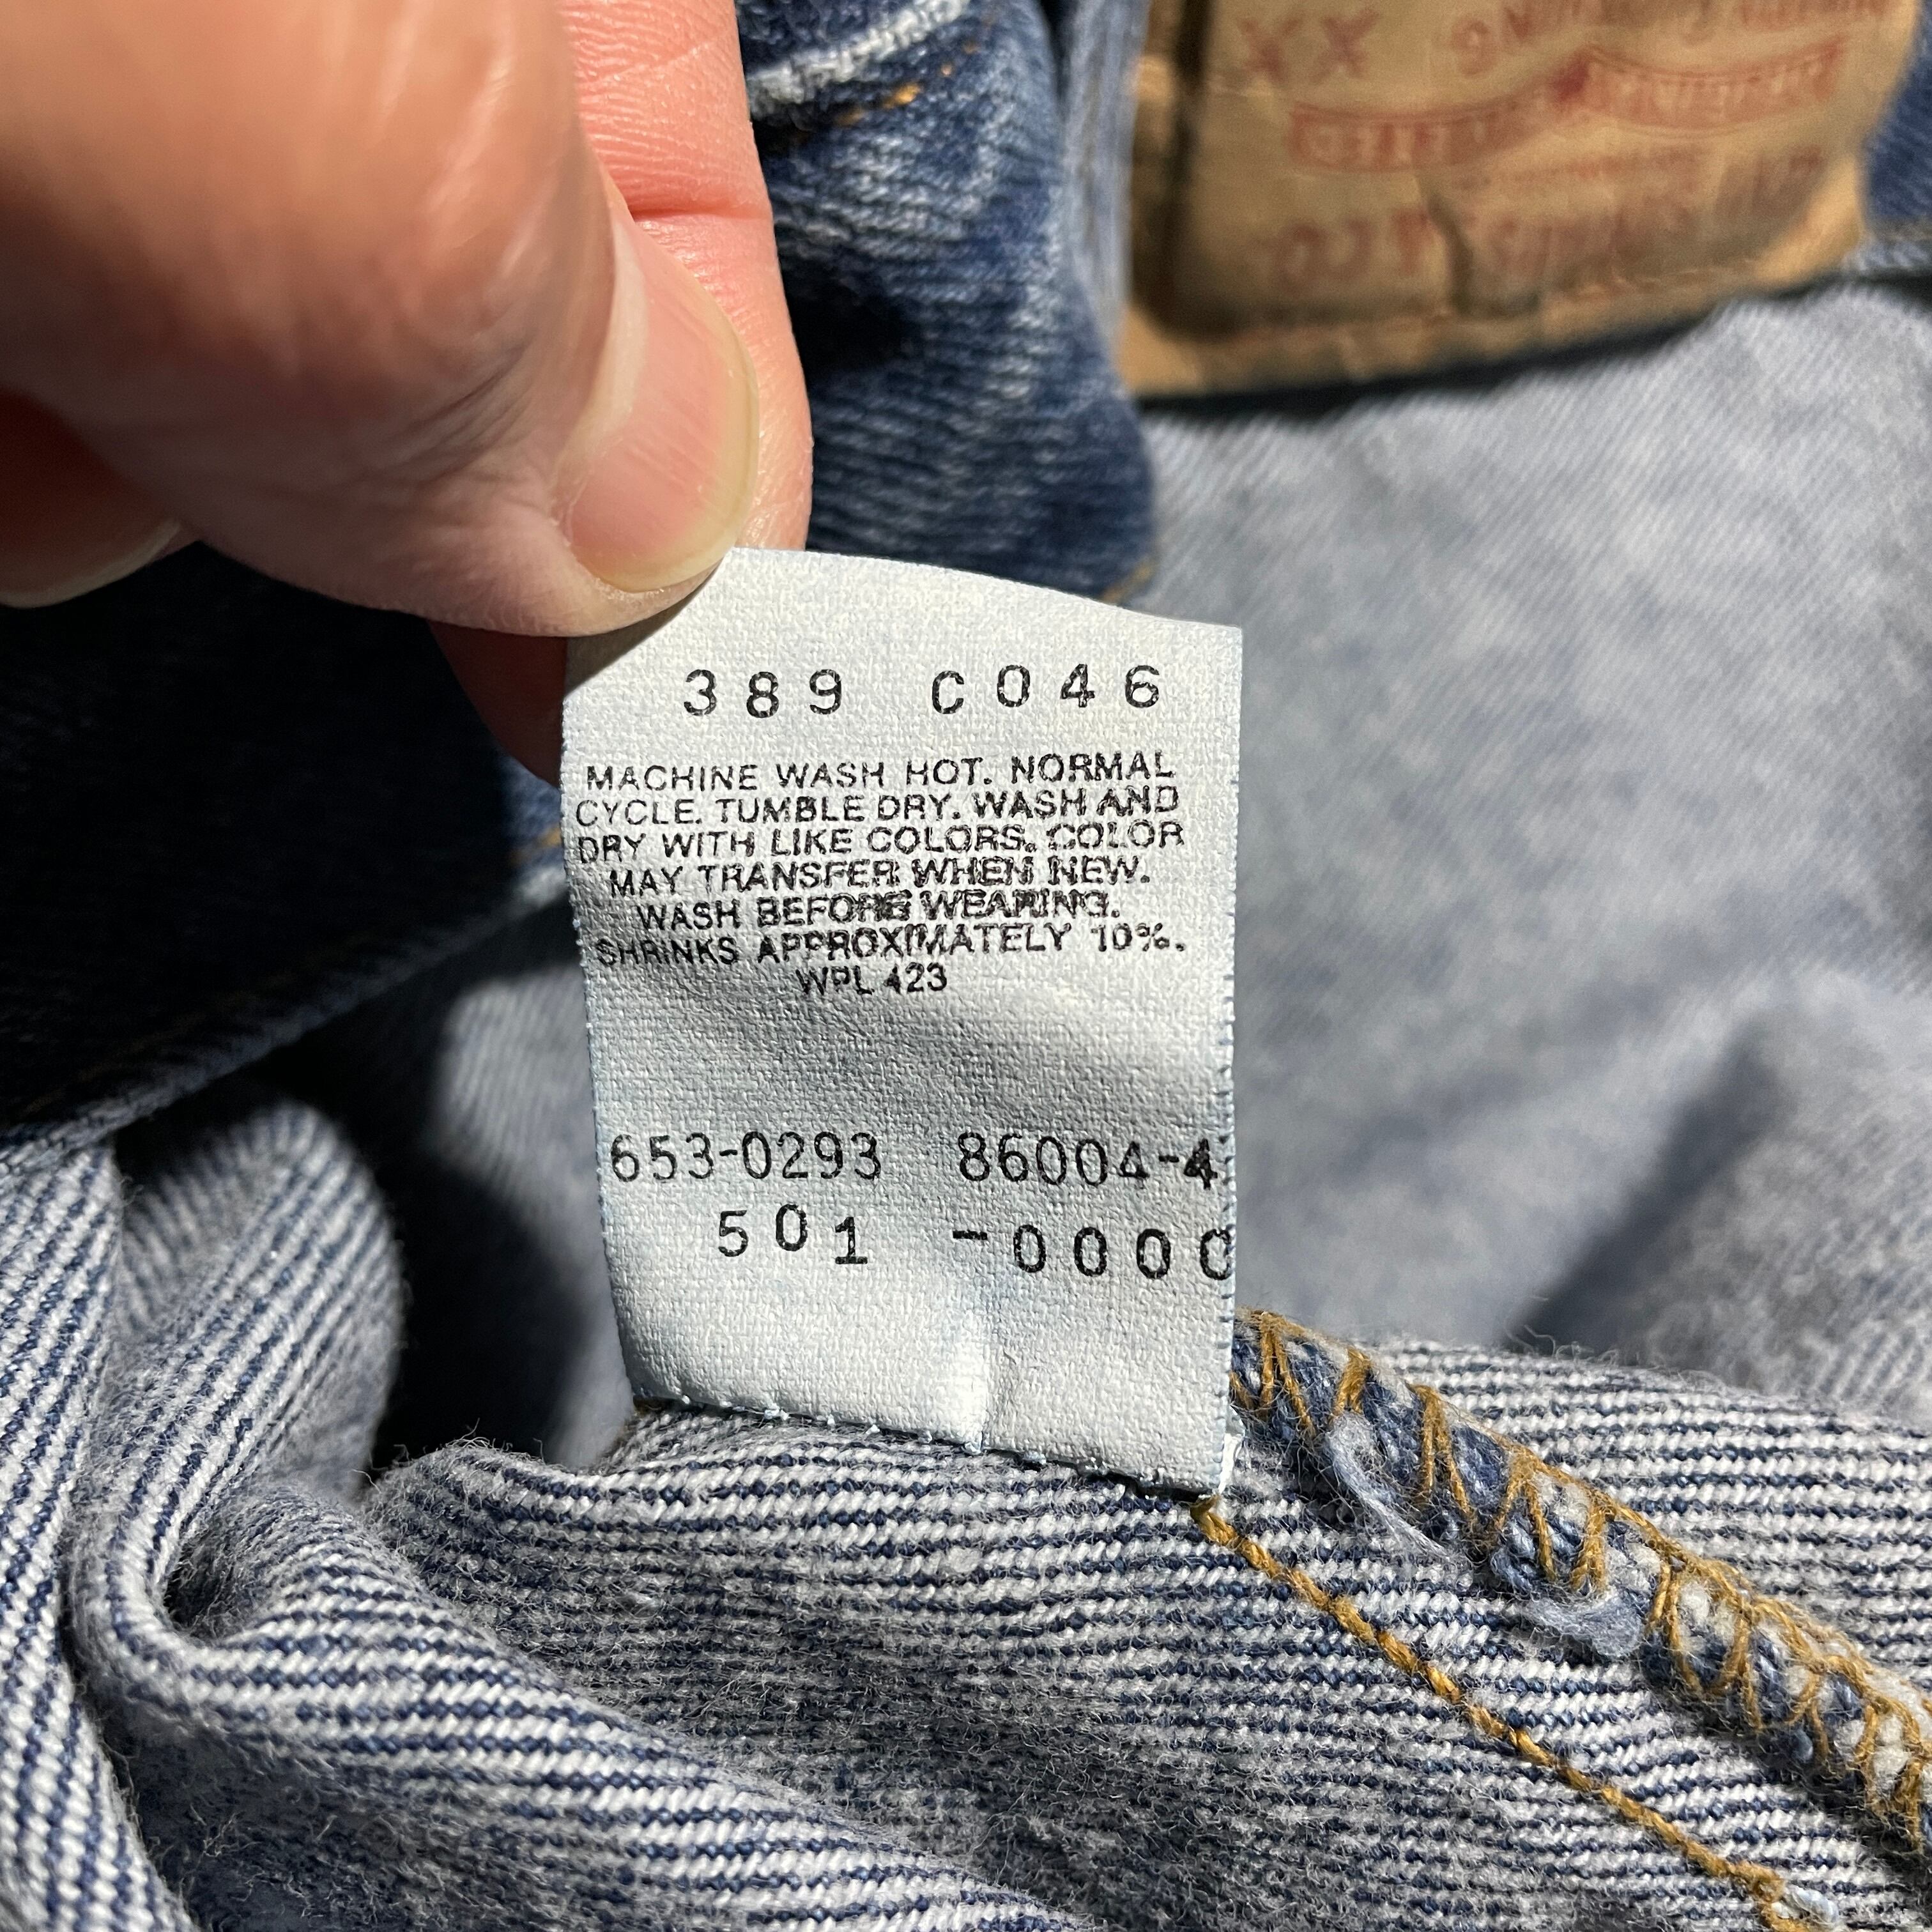 389 C046
MACHINE WASH HOT. NORMAL
CYCLE. TUMBLE DRY. WASH AND
DRY WITH LIKE COLORS. COLOR
MAY TRANSFER WHEN NEW.
WASH BEFORE WEARING.
SHRINKS APPROXIMATELY 10%.
WPL 423
653-0293 86004-4
501 -0000
XX